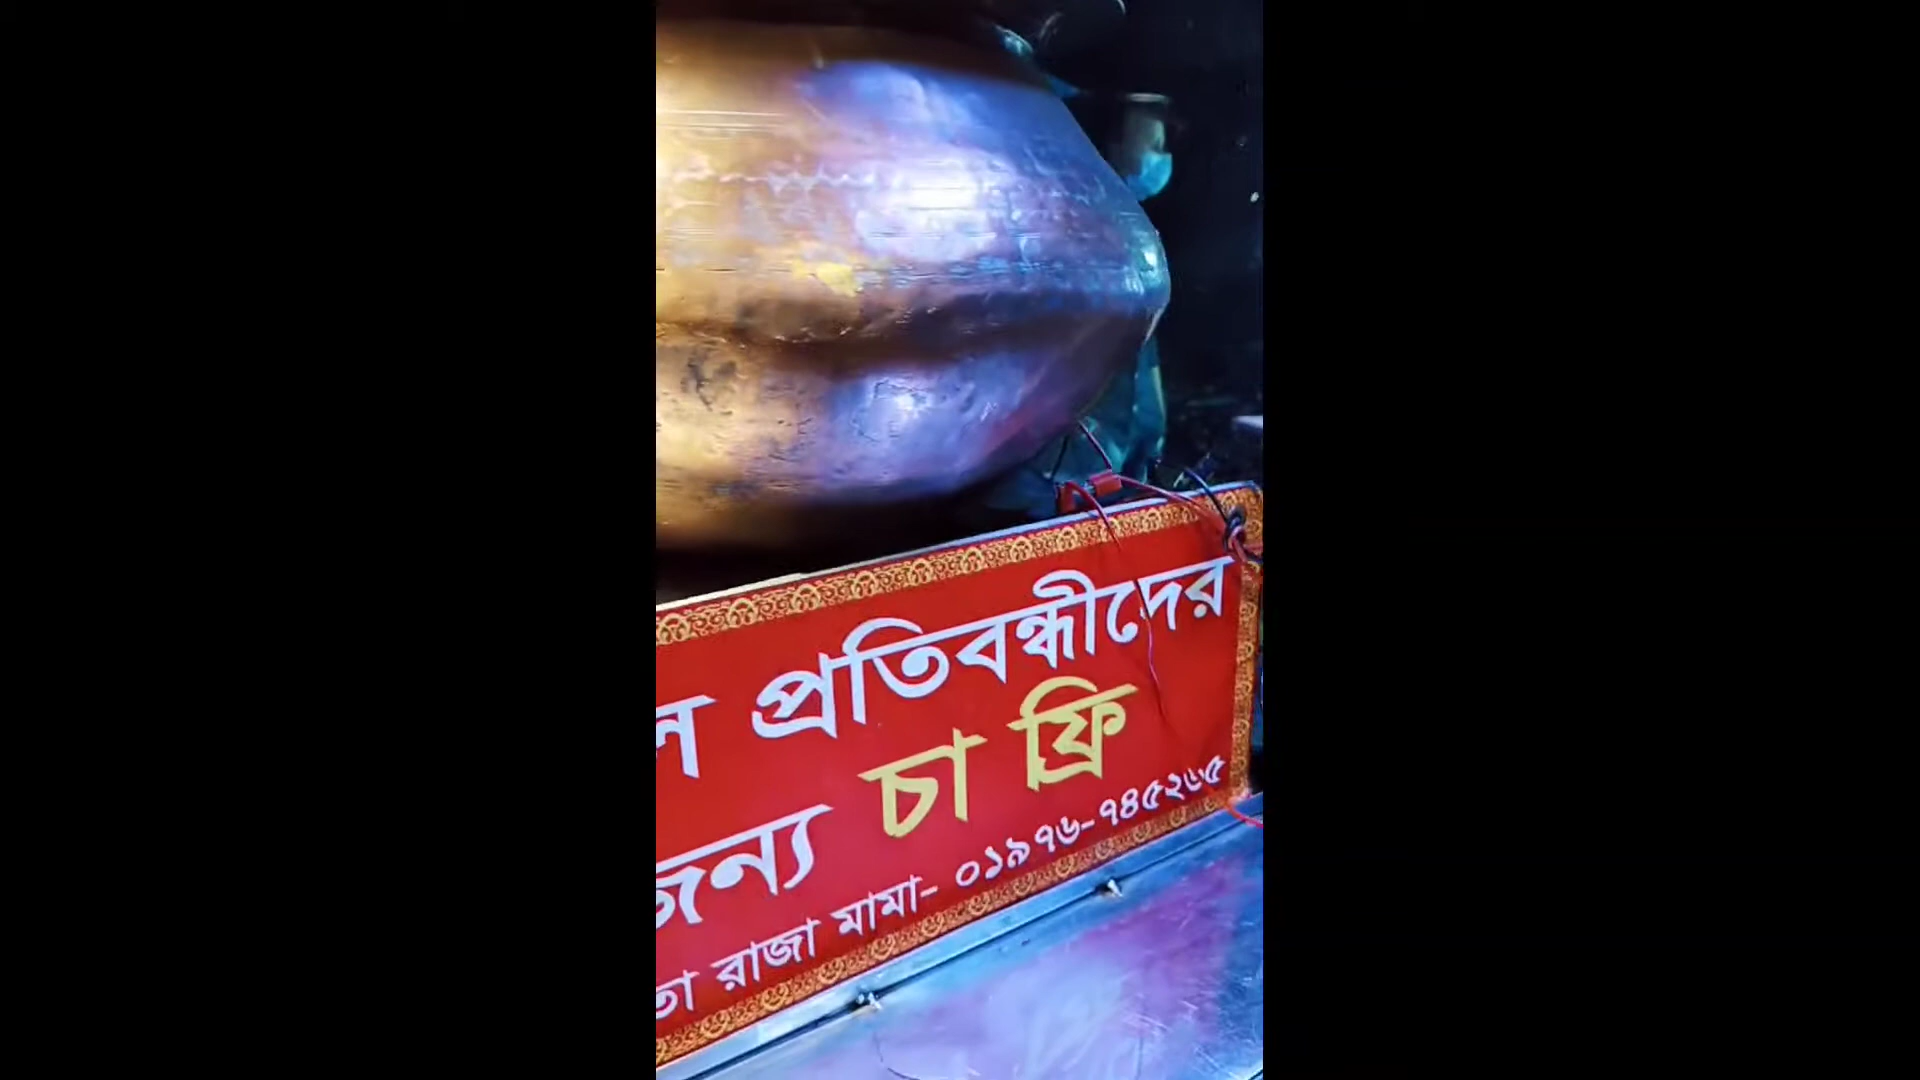 প্রতিবন্ধীদের
জন্য চা ফ্রি
রাজা মামা- ০১৯৭৬-৭৪৫২৬৫